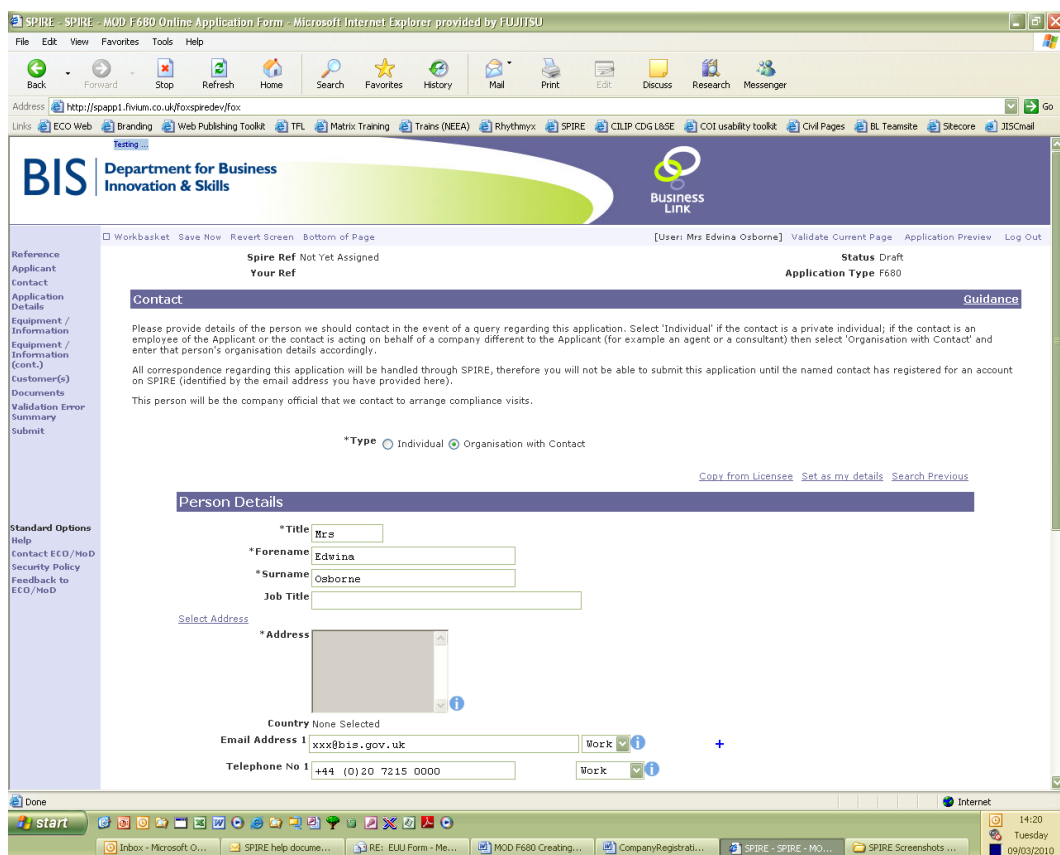 SPIRE - SPIRE - MOD F680 Online Application Form - Microsoft Internet Explorer provided by FUJITSU
File Edit View Favorites Tools Help
Back Forward Stop Refresh Home Search Favorites History Mail Print Edit Discuss Research Messenger
Address http://spapp1.fivium.co.uk/foxspiredev/fox Go
Links ECO Web Branding Web Publishing Toolkit TFL Matrix Training Trains (NEEA) Rhythmyx SPIRE CILIP CDG L&SE COI usability toolkit Civil Pages BL Teamsite Sitecore JISCmail
Testing ...
BIS Department for Business
Innovation & Skills
Business
Link
Workbasket Save Now Revert Screen Bottom of Page [User: Mrs Edwina Osborne] Validate Current Page Application Preview Log Out
Reference
Applicant
Contact
Application
Details
Equipment /
Information
Equipment /
Information
(cont.)
Customer(s)
Documents
Validation Error
Summary
Submit
Standard Options
Help
Contact ECO/MoD
Security Policy
Feedback to
ECO/MoD
Spire Ref Not Yet Assigned Status Draft
Your Ref Application Type F680
Contact Guidance
Please provide details of the person we should contact in the event of a query regarding this application. Select 'Individual' if the contact is a private individual; if the contact is an
employee of the Applicant or the contact is acting on behalf of a company different to the Applicant (for example an agent or a consultant) then select 'Organisation with Contact' and
enter that person's organisation details accordingly.
All correspondence regarding this application will be handled through SPIRE, therefore you will not be able to submit this application until the named contact has registered for an account
on SPIRE (identified by the email address you have provided here).
This person will be the company official that we contact to arrange compliance visits.
*Type Individual Organisation with Contact
Copy from Licensee Set as my details Search Previous
Person Details
*Title Mrs
*Forename Edwina
*Surname Osborne
Job Title
Select Address
*Address
Country None Selected
Email Address 1 xxx@bis.gov.uk Work +
Telephone No 1 +44 (0)20 7215 0000 Work
Done Internet
start 14:20
Tuesday
09/03/2010
Inbox - Microsoft O... SPIRE help docume... RE: EUU Form - Me... MOD F680 Creating... CompanyRegistrati... SPIRE - SPIRE - MO... SPIRE Screenshots ...